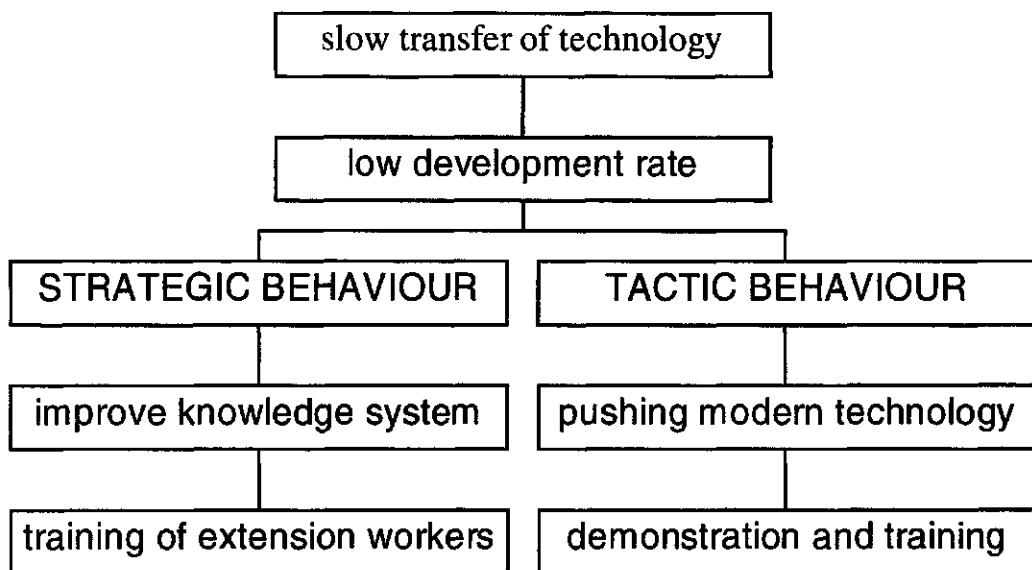 slow transfer of technology
low development rate
STRATEGIC BEHAVIOUR
TACTIC BEHAVIOUR
improve knowledge system
pushing modern technology
training of extension workers
demonstration and training